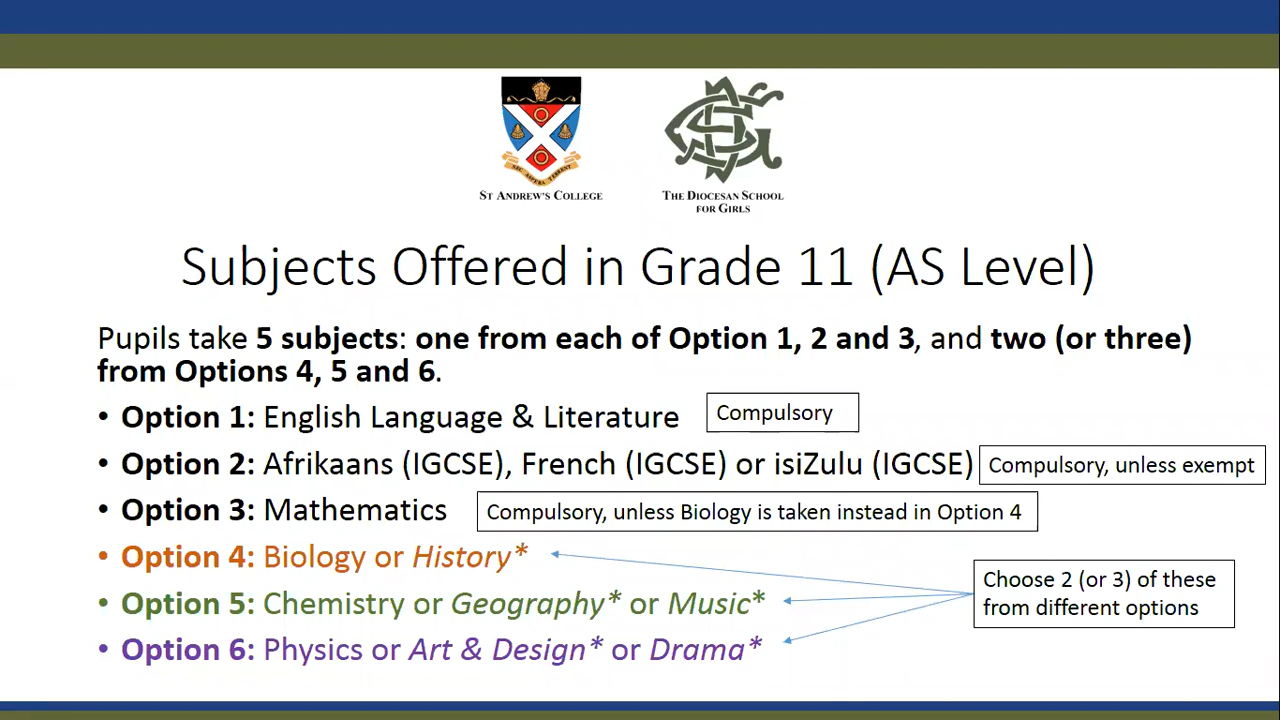 NEC ASPERA TERRENT
ST ANDREW'S COLLEGE
THE DIOCESAN SCHOOL
FOR GIRLS
Subjects Offered in Grade 11 (AS Level)
Pupils take 5 subjects: one from each of Option 1, 2 and 3, and two (or three)
from Options 4, 5 and 6.
• Option 1: English Language & Literature
Compulsory
• Option 2: Afrikaans (IGCSE), French (IGCSE) or isiZulu (IGCSE)
Compulsory, unless exempt
• Option 3: Mathematics
Compulsory, unless Biology is taken instead in Option 4
• Option 4: Biology or History*
• Option 5: Chemistry or Geography* or Music*
• Option 6: Physics or Art & Design* or Drama*
Choose 2 (or 3) of these
from different options